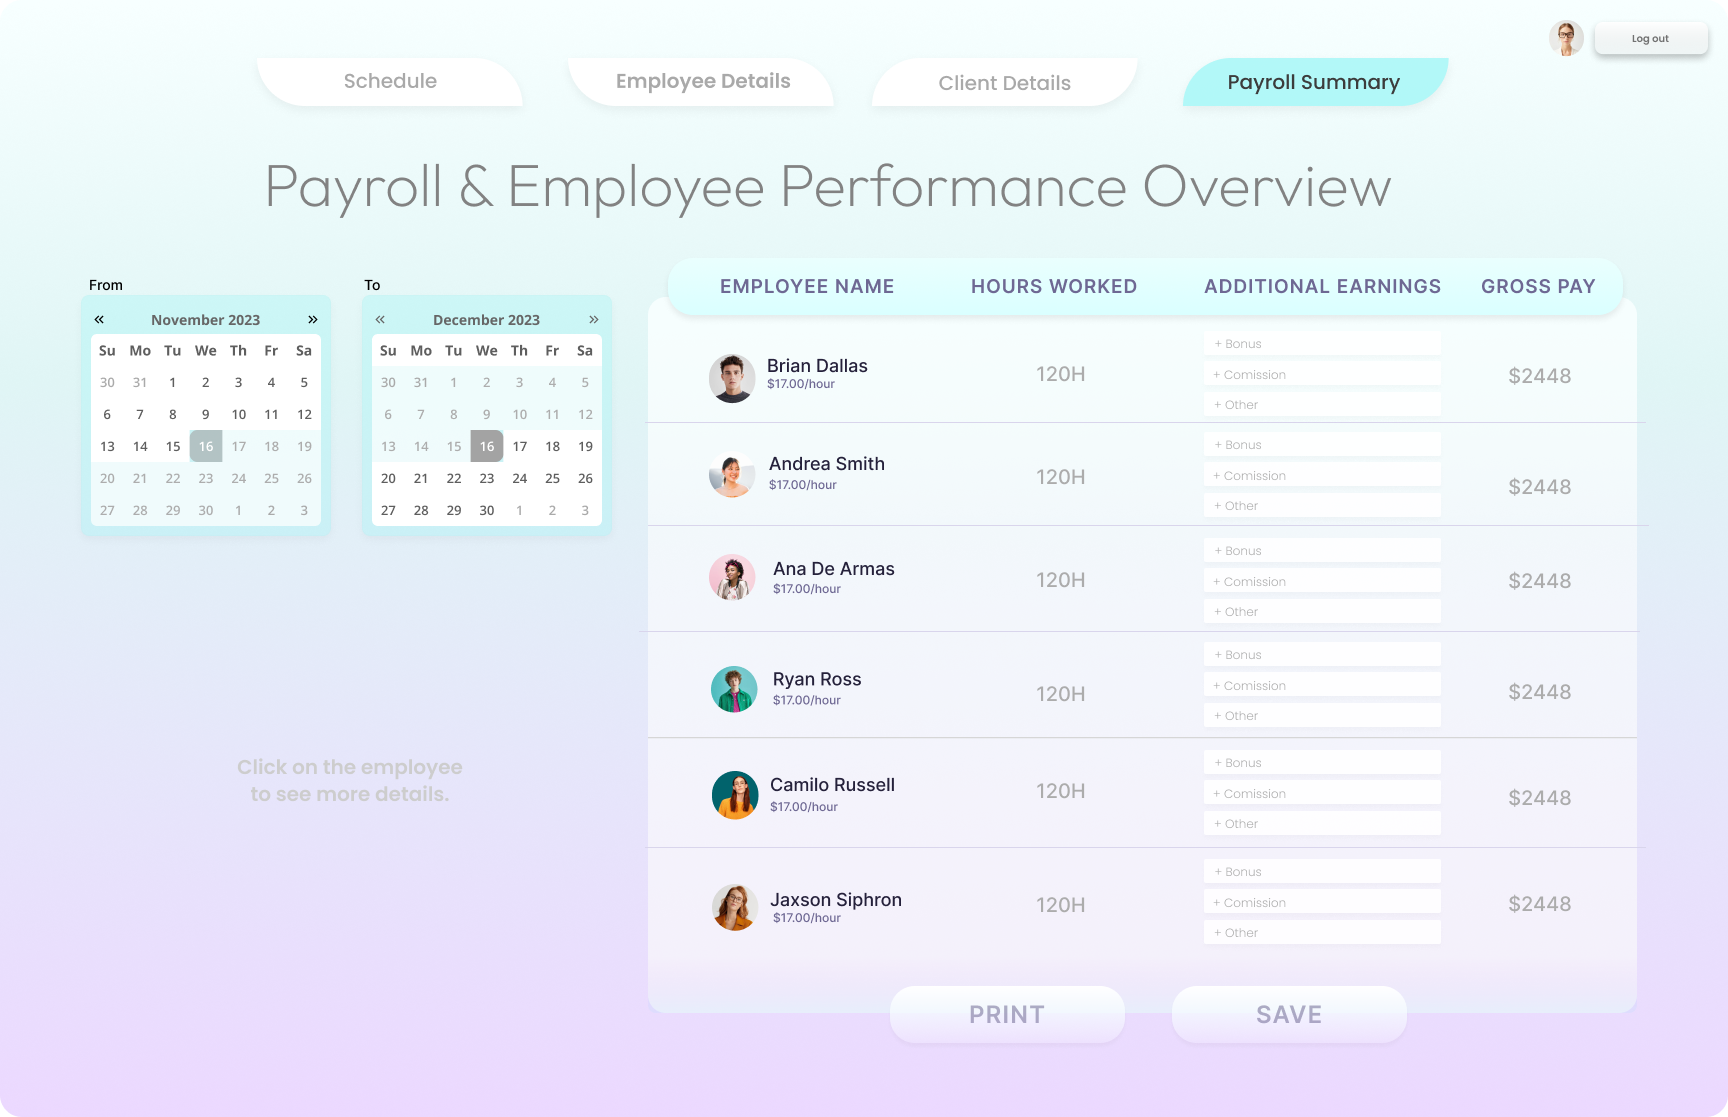 Log out
Schedule
Employee Details
Client Details
Payroll Summary
Payroll & Employee Performance Overview
From
« November 2023 »
Su Mo Tu We Th Fr Sa
30 31 1 2 3 4 5
6 7 8 9 10 11 12
13 14 15 16 17 18 19
20 21 22 23 24 25 26
27 28 29 30 1 2 3
To
« December 2023 »
Su Mo Tu We Th Fr Sa
30 31 1 2 3 4 5
6 7 8 9 10 11 12
13 14 15 16 17 18 19
20 21 22 23 24 25 26
27 28 29 30 1 2 3
Click on the employee
to see more details.
EMPLOYEE NAME HOURS WORKED ADDITIONAL EARNINGS GROSS PAY
Brian Dallas
$17.00/hour
120H
+ Bonus
+ Comission
+ Other
$2448
Andrea Smith
$17.00/hour
120H
+ Bonus
+ Comission
+ Other
$2448
Ana De Armas
$17.00/hour
120H
+ Bonus
+ Comission
+ Other
$2448
Ryan Ross
$17.00/hour
120H
+ Bonus
+ Comission
+ Other
$2448
Camilo Russell
$17.00/hour
120H
+ Bonus
+ Comission
+ Other
$2448
Jaxson Siphron
$17.00/hour
120H
+ Bonus
+ Comission
+ Other
$2448
PRINT
SAVE